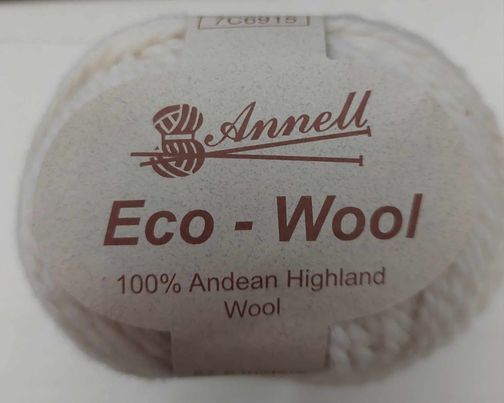 7C6915
Annell
Eco - Wool
100% Andean Highland
Wool